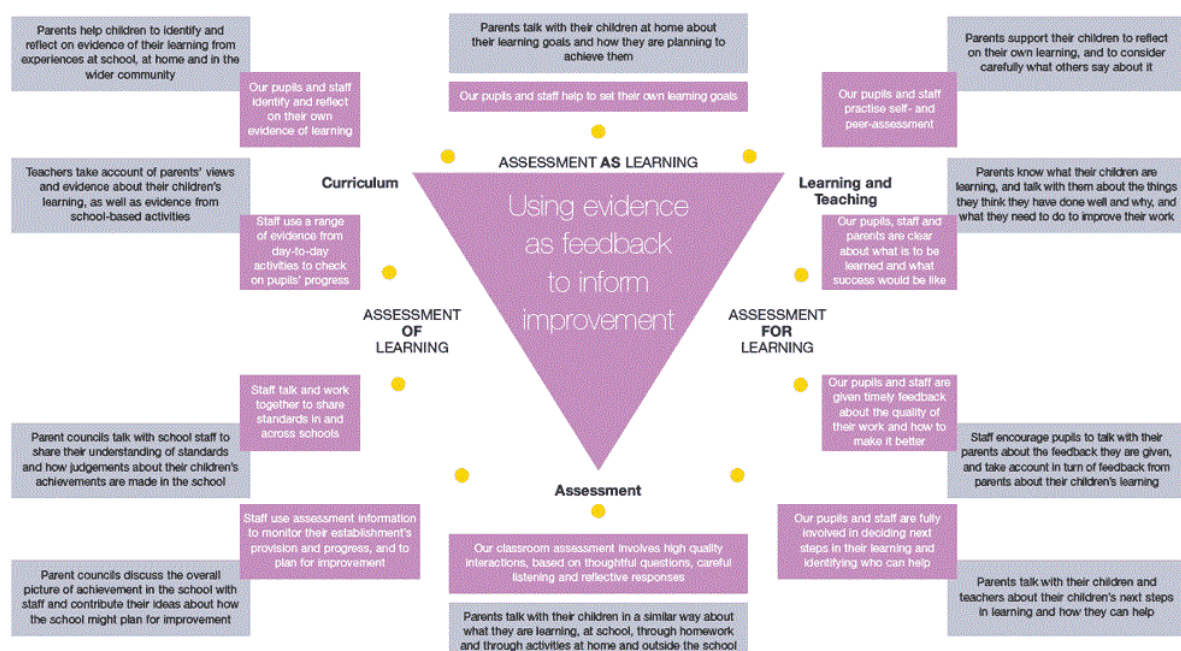 Parents help children to identify and
reflect on evidence of their learning from
experiences at school, at home and in the
wider community
Our pupils and staff
identify and reflect
on their own
evidence of learning
Parents talk with their children at home about
their learning goals and how they are planning to
achieve them
Our pupils and staff help to set their own learning goals
Parents support their children to reflect
on their own learning, and to consider
carefully what others say about it
Our pupils and staff
practise self- and
peer-assessment
ASSESSMENT AS LEARNING
Curriculum
Learning and
Teaching
Using evidence
as feedback
to inform
improvement
Teachers take account of parents' views
and evidence about their children's
learning, as well as evidence from
school-based activities
Staff use a range
of evidence from
day-to-day
activities to check
on pupils' progress
Parents know what their children are
learning, and talk with them about the things
they think they have done well and why, and
what they need to do to improve their work
Our pupils, staff and
parents are clear
about what is to be
learned and what
success would be like
ASSESSMENT
OF
LEARNING
ASSESSMENT
FOR
LEARNING
Staff talk and work
together to share
standards in and
across schools
Parent councils talk with school staff to
share their understanding of standards
and how judgements about their children's
achievements are made in the school
Our pupils and staff are
given timely feedback
about the quality of
their work and how to
make it better
Staff encourage pupils to talk with their
parents about the feedback they are given,
and take account in turn of feedback from
parents about their children's learning
Assessment
Staff use assessment information
to monitor their establishment's
provision and progress, and to
plan for improvement
Parent councils discuss the overall
picture of achievement in the school with
staff and contribute their ideas about how
the school might plan for improvement
Our classroom assessment involves high quality
interactions, based on thoughtful questions, careful
listening and reflective responses
Parents talk with their children in a similar way about
what they are learning, at school, through homework
and through activities at home and outside the school
Our pupils and staff are fully
involved in deciding next
steps in their learning and
identifying who can help
Parents talk with their children and
teachers about their children's next steps
in learning and how they can help